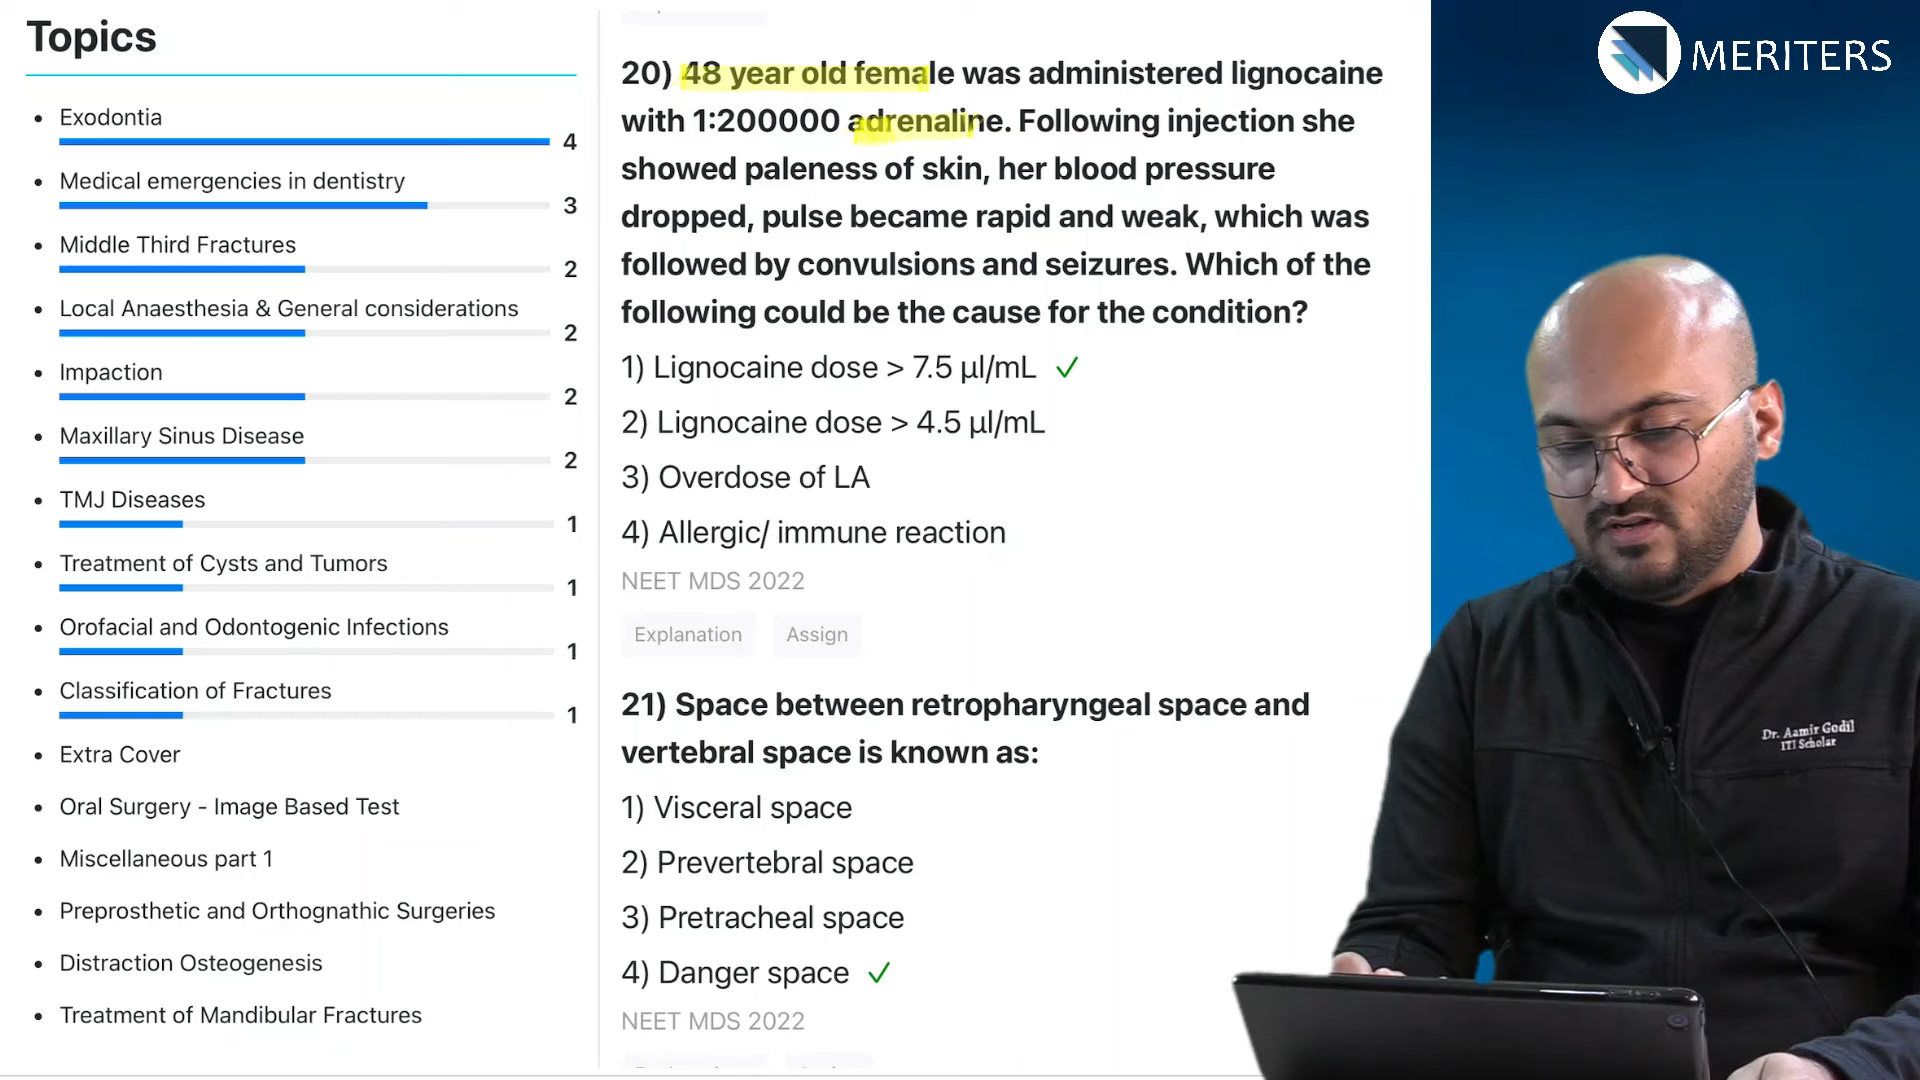 Topics
Exodontia
4
Medical emergencies in dentistry
3
Middle Third Fractures
2
Local Anaesthesia & General considerations
2
Impaction
2
Maxillary Sinus Disease
2
TMJ Diseases
1
Treatment of Cysts and Tumors
1
Orofacial and Odontogenic Infections
1
Classification of Fractures
1
Extra Cover
Oral Surgery - Image Based Test
Miscellaneous part 1
Preprosthetic and Orthognathic Surgeries
Distraction Osteogenesis
Treatment of Mandibular Fractures
20) 48 year old female was administered lignocaine
with 1:200000 adrenaline. Following injection she
showed paleness of skin, her blood pressure
dropped, pulse became rapid and weak, which was
followed by convulsions and seizures. Which of the
following could be the cause for the condition?
1) Lignocaine dose > 7.5 µl/mL ✓
2) Lignocaine dose > 4.5 µl/mL
3) Overdose of LA
4) Allergic/ immune reaction
NEET MDS 2022
Explanation Assign
21) Space between retropharyngeal space and
vertebral space is known as:
1) Visceral space
2) Prevertebral space
3) Pretracheal space
4) Danger space ✓
NEET MDS 2022
MERITERS
Dr. Aamir Godil
ITI Scholar